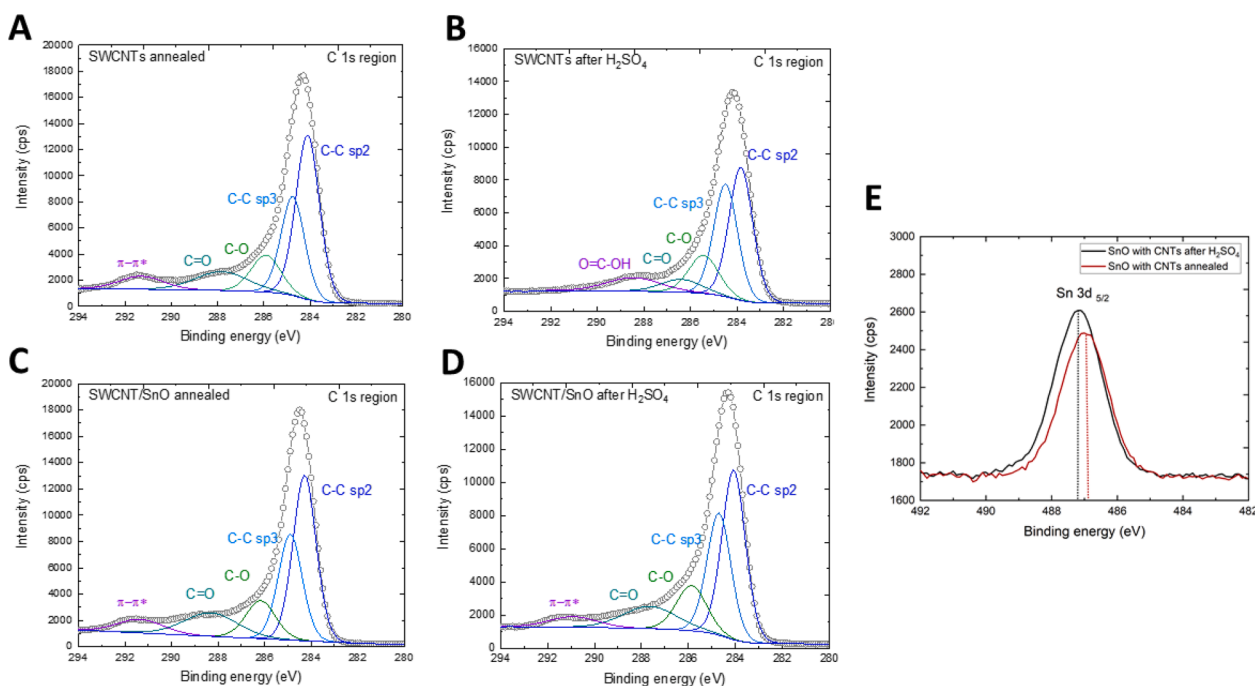 A
SWCNTs annealed
C 1s region
C-C sp2
C-C sp3
C-O
C=O
π−π*
20000
18000
16000
14000
12000
10000
8000
6000
4000
2000
0
294 292 290 288 286 284 282 280
Intensity (cps)
Binding energy (eV)
B
SWCNTs after H₂SO₄
C 1s region
C-C sp2
C-C sp3
C-O
C=O
O=C-OH
16000
14000
12000
10000
8000
6000
4000
2000
0
294 292 290 288 286 284 282 280
Intensity (cps)
Binding energy (eV)
C
SWCNT/SnO annealed
C 1s region
C-C sp2
C-C sp3
C-O
C=O
π−π*
20000
18000
16000
14000
12000
10000
8000
6000
4000
2000
0
294 292 290 288 286 284 282 280
Intensity (cps)
Binding energy (eV)
D
SWCNT/SnO after H₂SO₄
C 1s region
C-C sp2
C-C sp3
C-O
C=O
π−π*
16000
14000
12000
10000
8000
6000
4000
2000
0
294 292 290 288 286 284 282 280
Intensity (cps)
Binding energy (eV)
E
SnO with CNTs after H₂SO₄
SnO with CNTs annealed
Sn 3d 5/2
3000
2800
2600
2400
2200
2000
1800
1600
492 490 488 486 484 482
Intensity (cps)
Binding energy (eV)